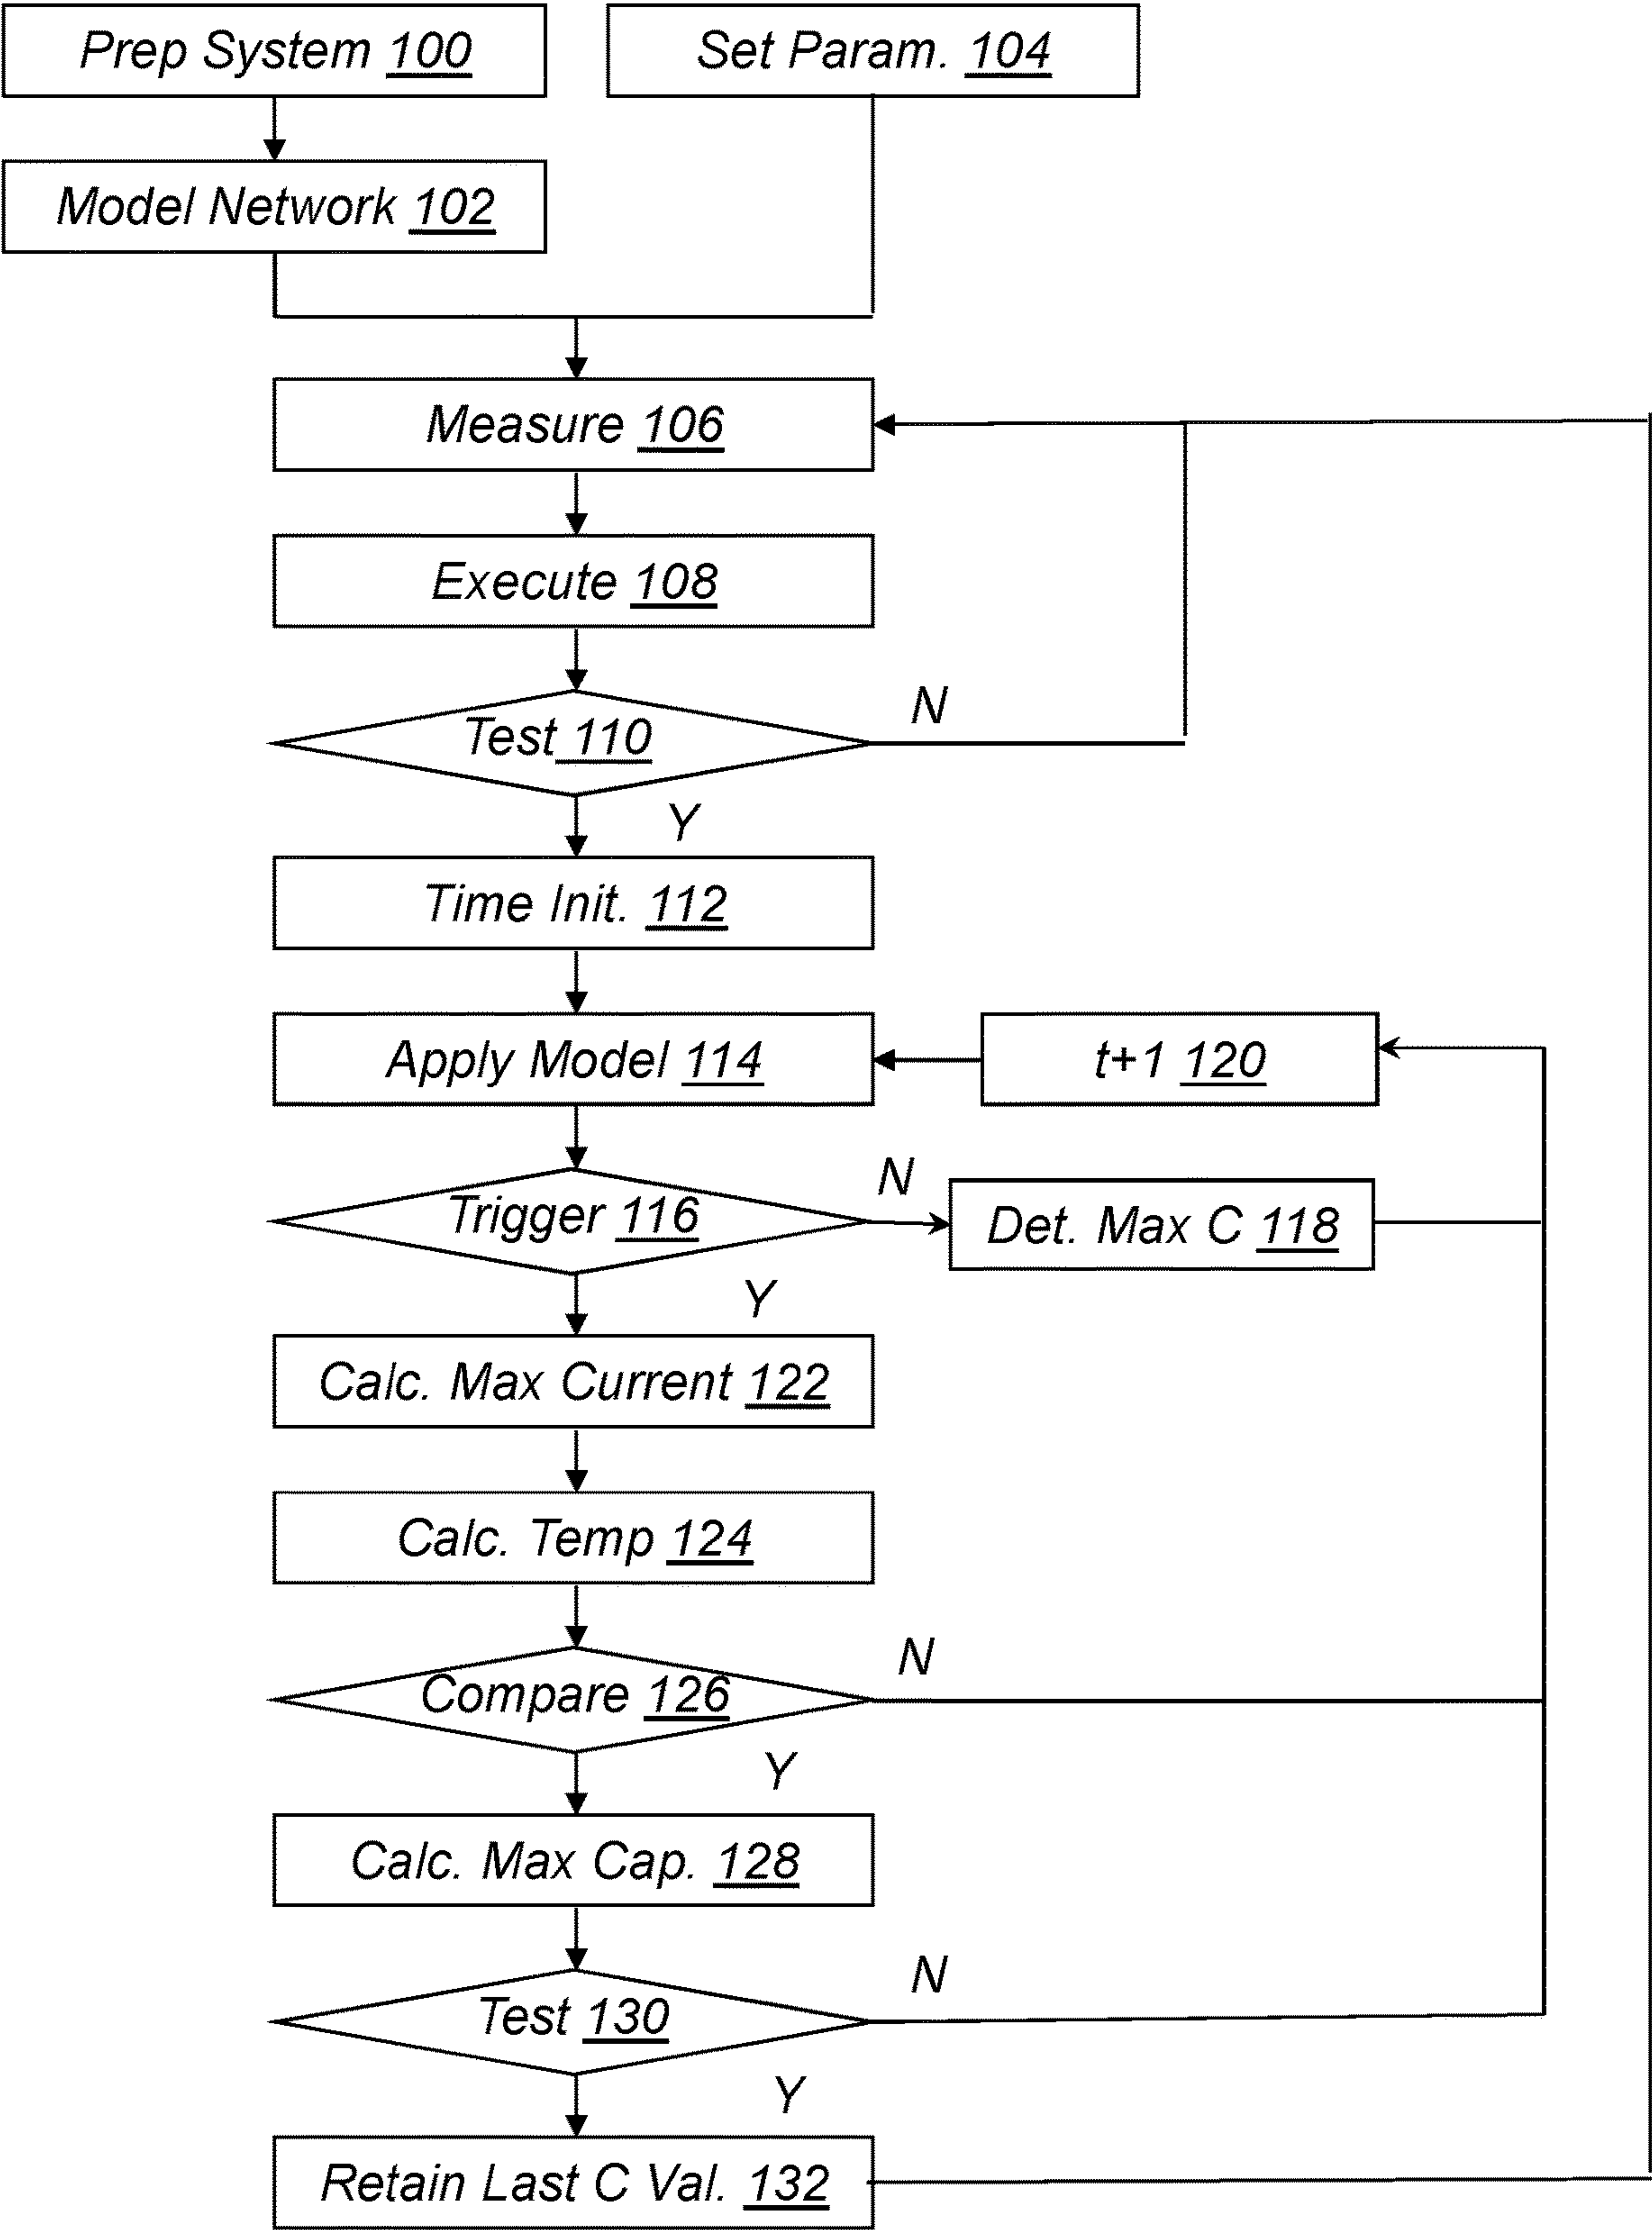 Prep System 100
Set Param. 104
Model Network 102
Measure 106
Execute 108
N
Test 110
Y
Time Init. 112
Apply Model 114
t+1 120
N
Trigger 116
Det. Max C 118
Y
Calc. Max Current 122
Calc. Temp 124
N
Compare 126
Y
Calc. Max Cap. 128
N
Test 130
Y
Retain Last C Val. 132